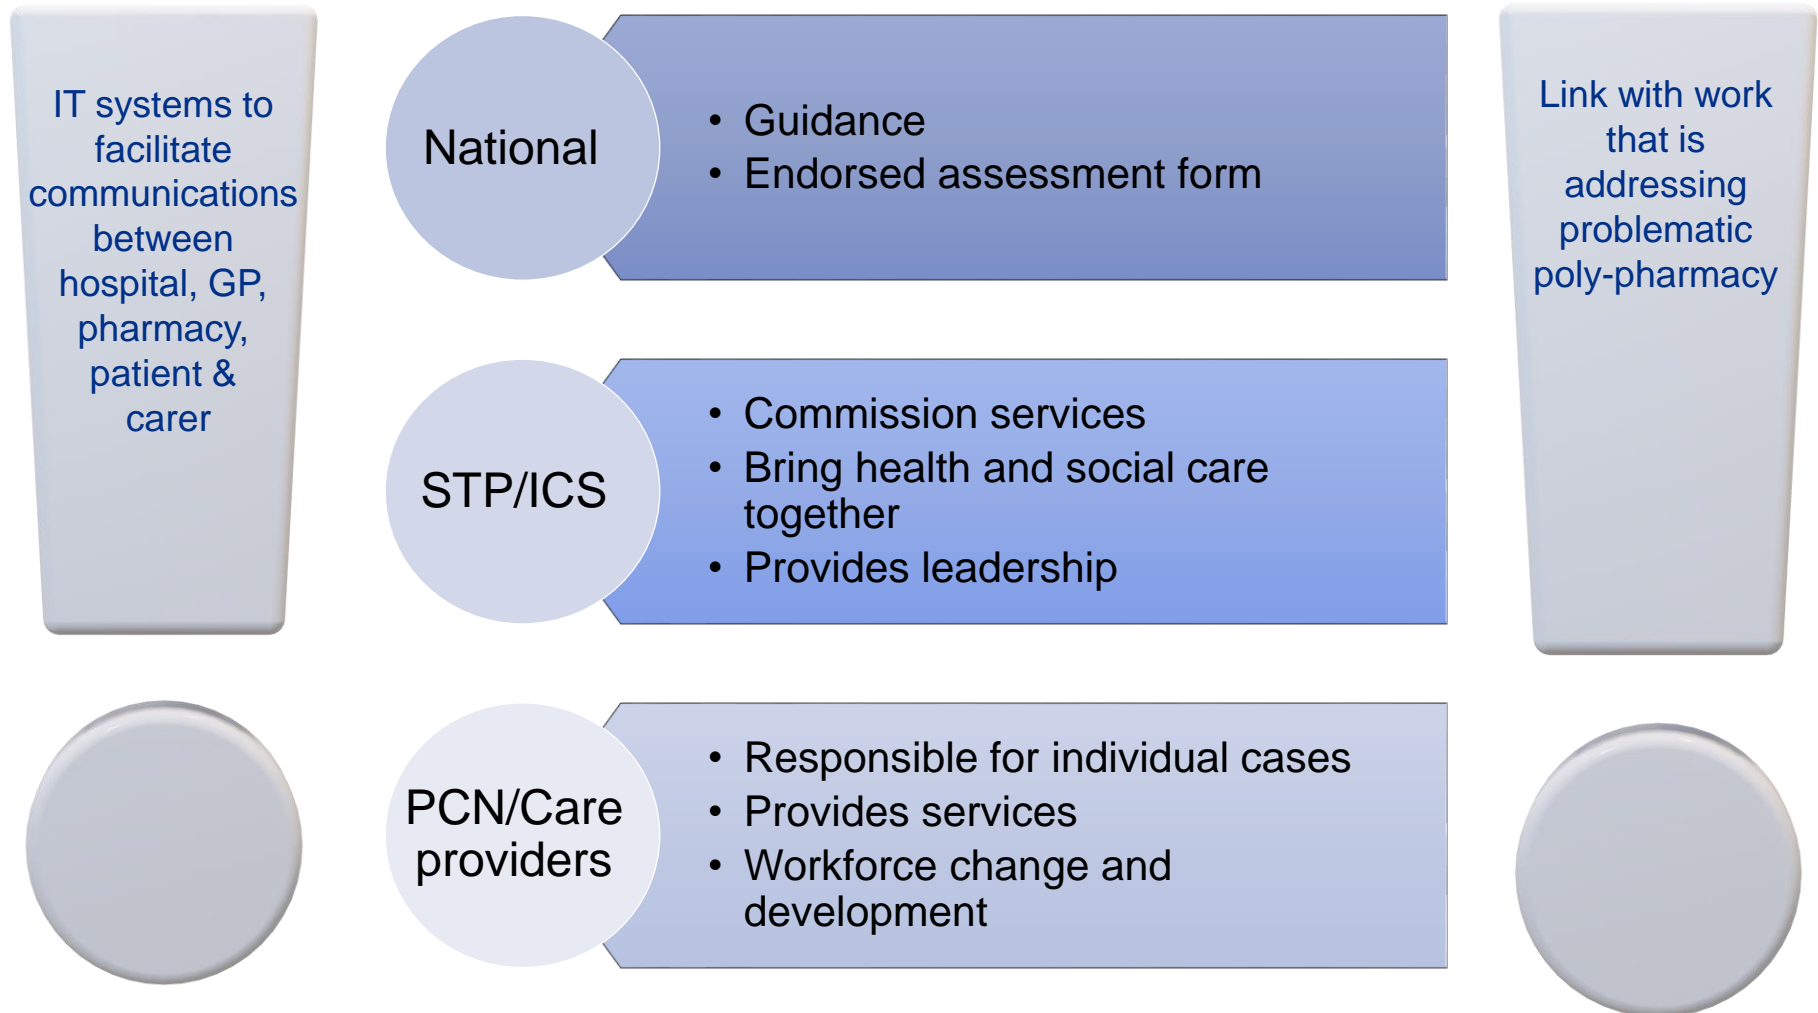 IT systems to
facilitate
communications
between
hospital, GP,
pharmacy,
patient &
carer
National
• Guidance
• Endorsed assessment form
STP/ICS
• Commission services
• Bring health and social care
together
• Provides leadership
PCN/Care
providers
• Responsible for individual cases
• Provides services
• Workforce change and
development
Link with work
that is
addressing
problematic
poly-pharmacy